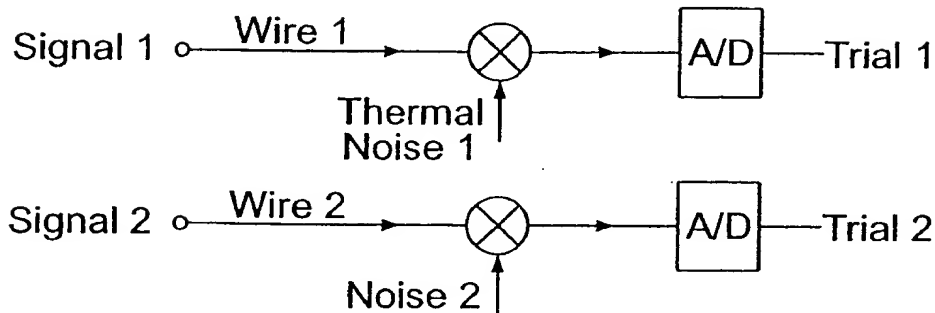 Signal 1
Wire 1
Thermal
Noise 1
A/D
Trial 1
Signal 2
Wire 2
Noise 2
A/D
Trial 2